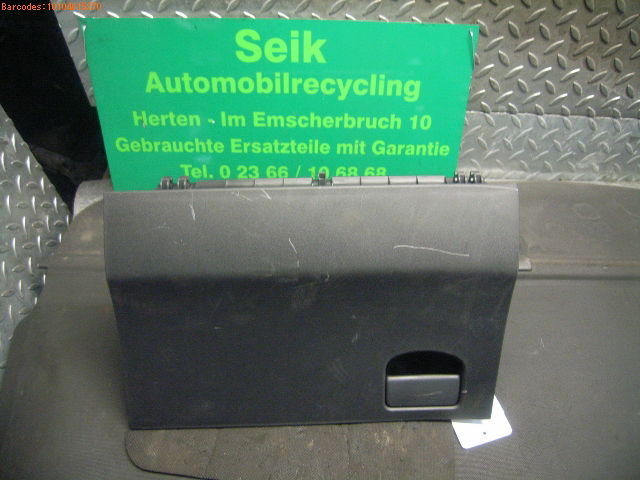 Seik
Automobilrecycling
Herten - Im Emscherbruch 10
Gebrauchte Ersatzteile mit Garantie
Tel. 0 23 66 / 10 68 68